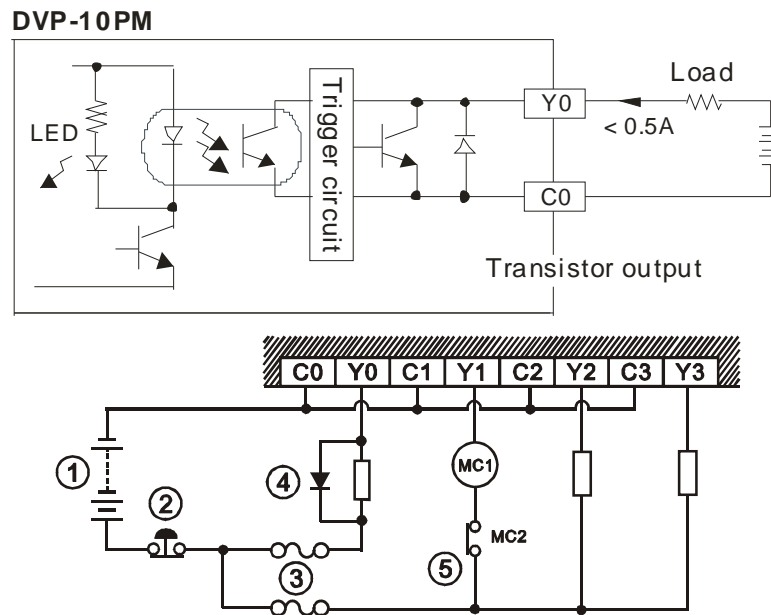 DVP-10PM
LED
Trigger circuit
Y0
Load
< 0.5A
C0
Transistor output
C0 Y0 C1 Y1 C2 Y2 C3 Y3
①
②
③
④
MC1
MC2
⑤